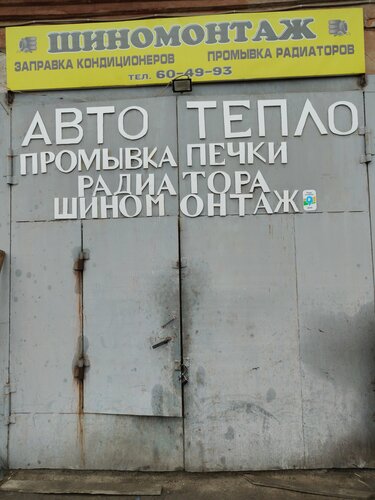 ШИНОМОНТАЖ
ЗАПРАВКА КОНДИЦИОНЕРОВ ПРОМЫВКА РАДИАТОРОВ
ТЕЛ. 60-49-93
АВТО ТЕПЛО
ПРОМЫВКА ПЕЧКИ
РАДИАТОРА
ШИНОМОНТАЖ